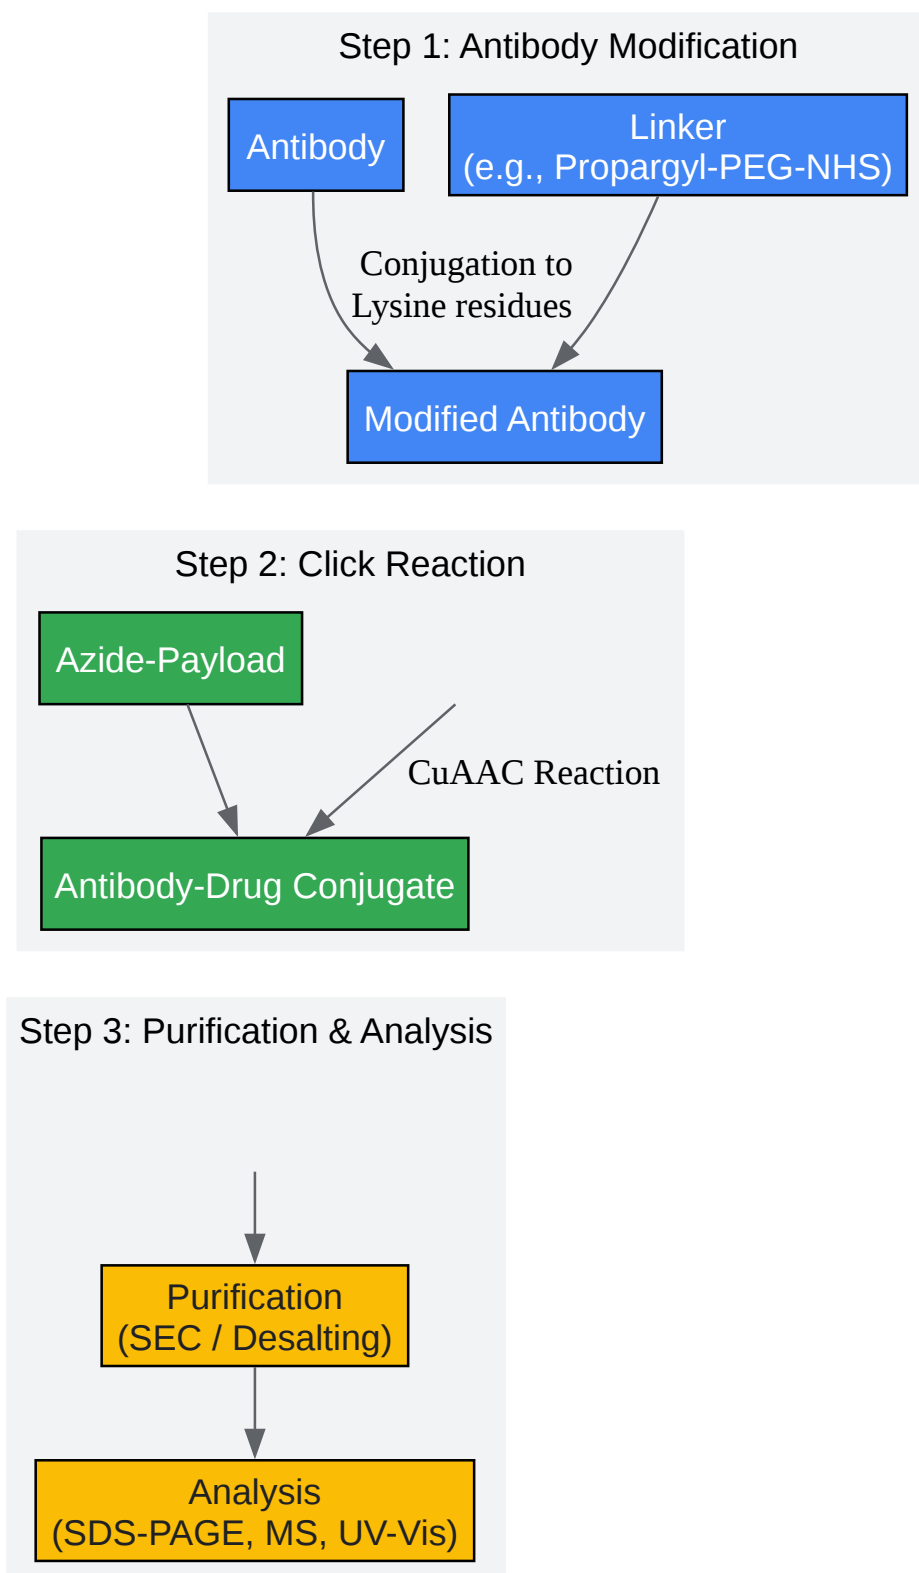 Step 1: Antibody Modification
Antibody
Linker
(e.g., Propargyl-PEG-NHS)
Conjugation to
Lysine residues
Modified Antibody
Step 2: Click Reaction
Azide-Payload
CuAAC Reaction
Antibody-Drug Conjugate
Step 3: Purification & Analysis
Purification
(SEC / Desalting)
Analysis
(SDS-PAGE, MS, UV-Vis)